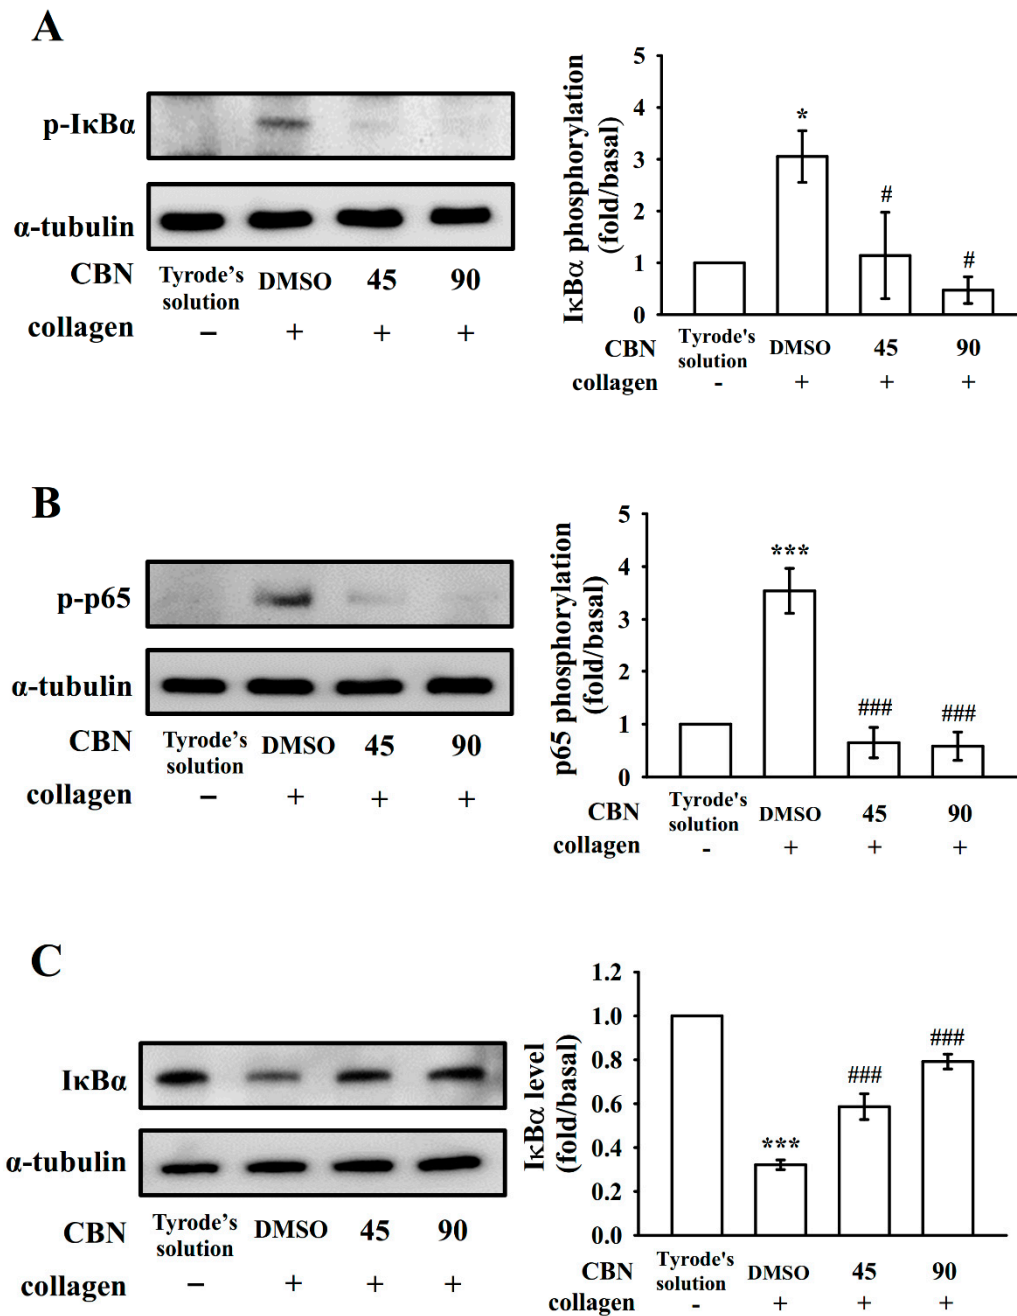 A
p-IκBα
α-tubulin
CBN Tyrode's solution DMSO 45 90
collagen – + + +
IκBα phosphorylation
(fold/basal)
5
4
3
2
1
0
*
#
#
CBN Tyrode's solution DMSO 45 90
collagen - + + +
B
p-p65
α-tubulin
CBN Tyrode's solution DMSO 45 90
collagen – + + +
p65 phosphorylation
(fold/basal)
5
4
3
2
1
0
***
###
###
CBN Tyrode's solution DMSO 45 90
collagen - + + +
C
IκBα
α-tubulin
CBN Tyrode's solution DMSO 45 90
collagen – + + +
IκBα level
(fold/basal)
1.2
1.0
0.8
0.6
0.4
0.2
0.0
***
###
###
CBN Tyrode's solution DMSO 45 90
collagen - + + +